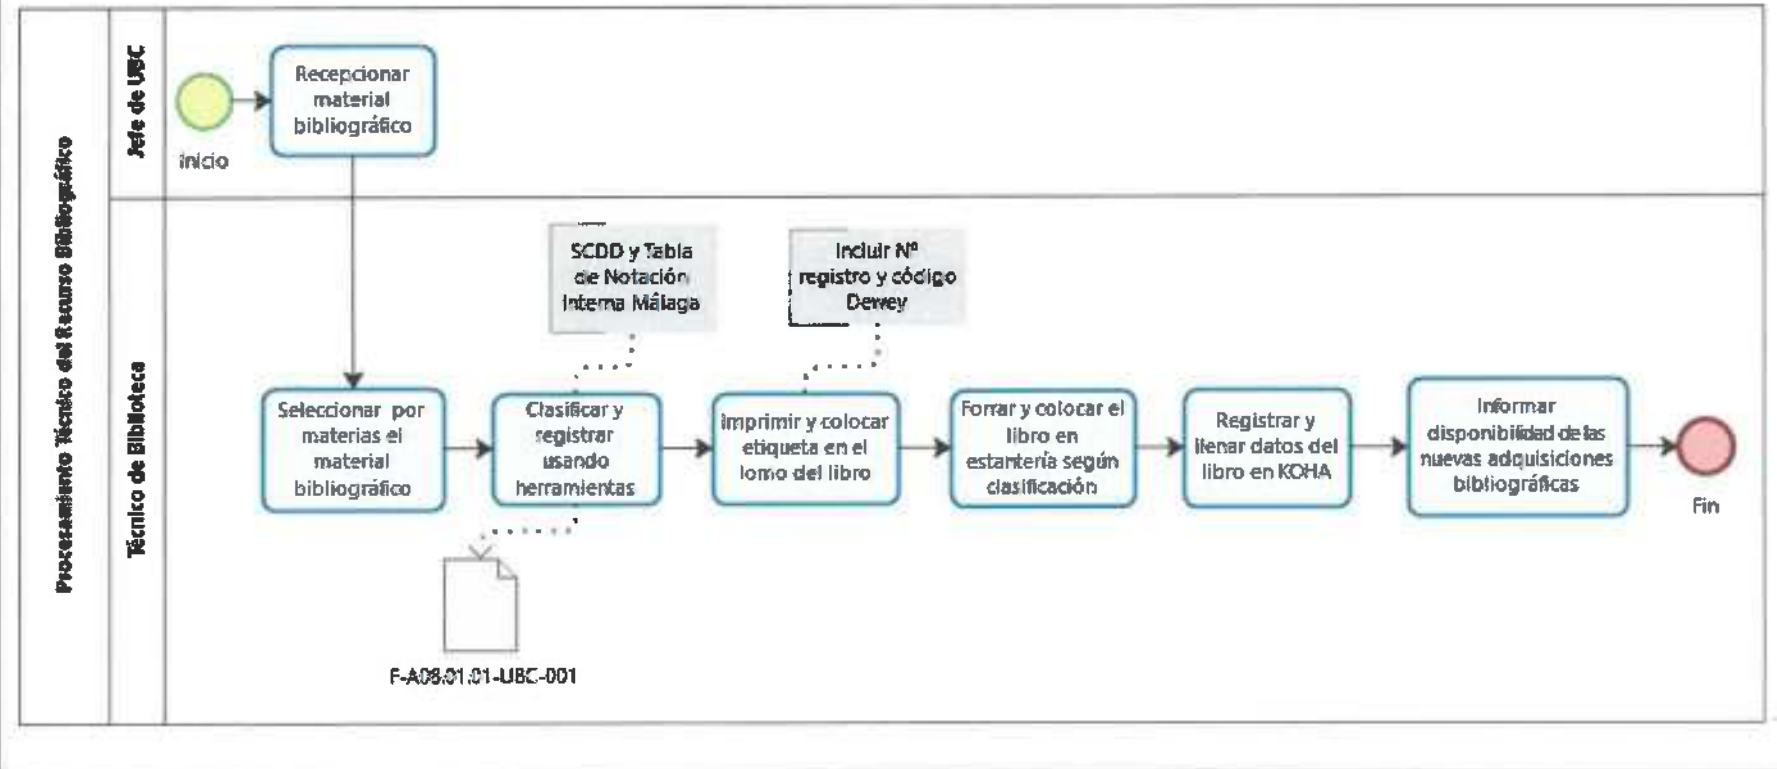 Procesamiento Técnico del Recurso Bibliográfico
Jefe de UBC
Inicio
Recepcionar
material
bibliográfico
Técnico de Biblioteca
SCDD y Tabla
de Notación
Interna Málaga
Incluir Nº
registro y código
Dewey
Seleccionar por
materias el
material
bibliográfico
Clasificar y
registrar
usando
herramientas
Imprimir y colocar
etiqueta en el
lomo del libro
Forrar y colocar el
libro en
estantería según
clasificación
Registrar y
llenar datos del
libro en KOHA
Informar
disponibilidad de las
nuevas adquisiciones
bibliográficas
Fin
F-A08.01.01-UBC-001